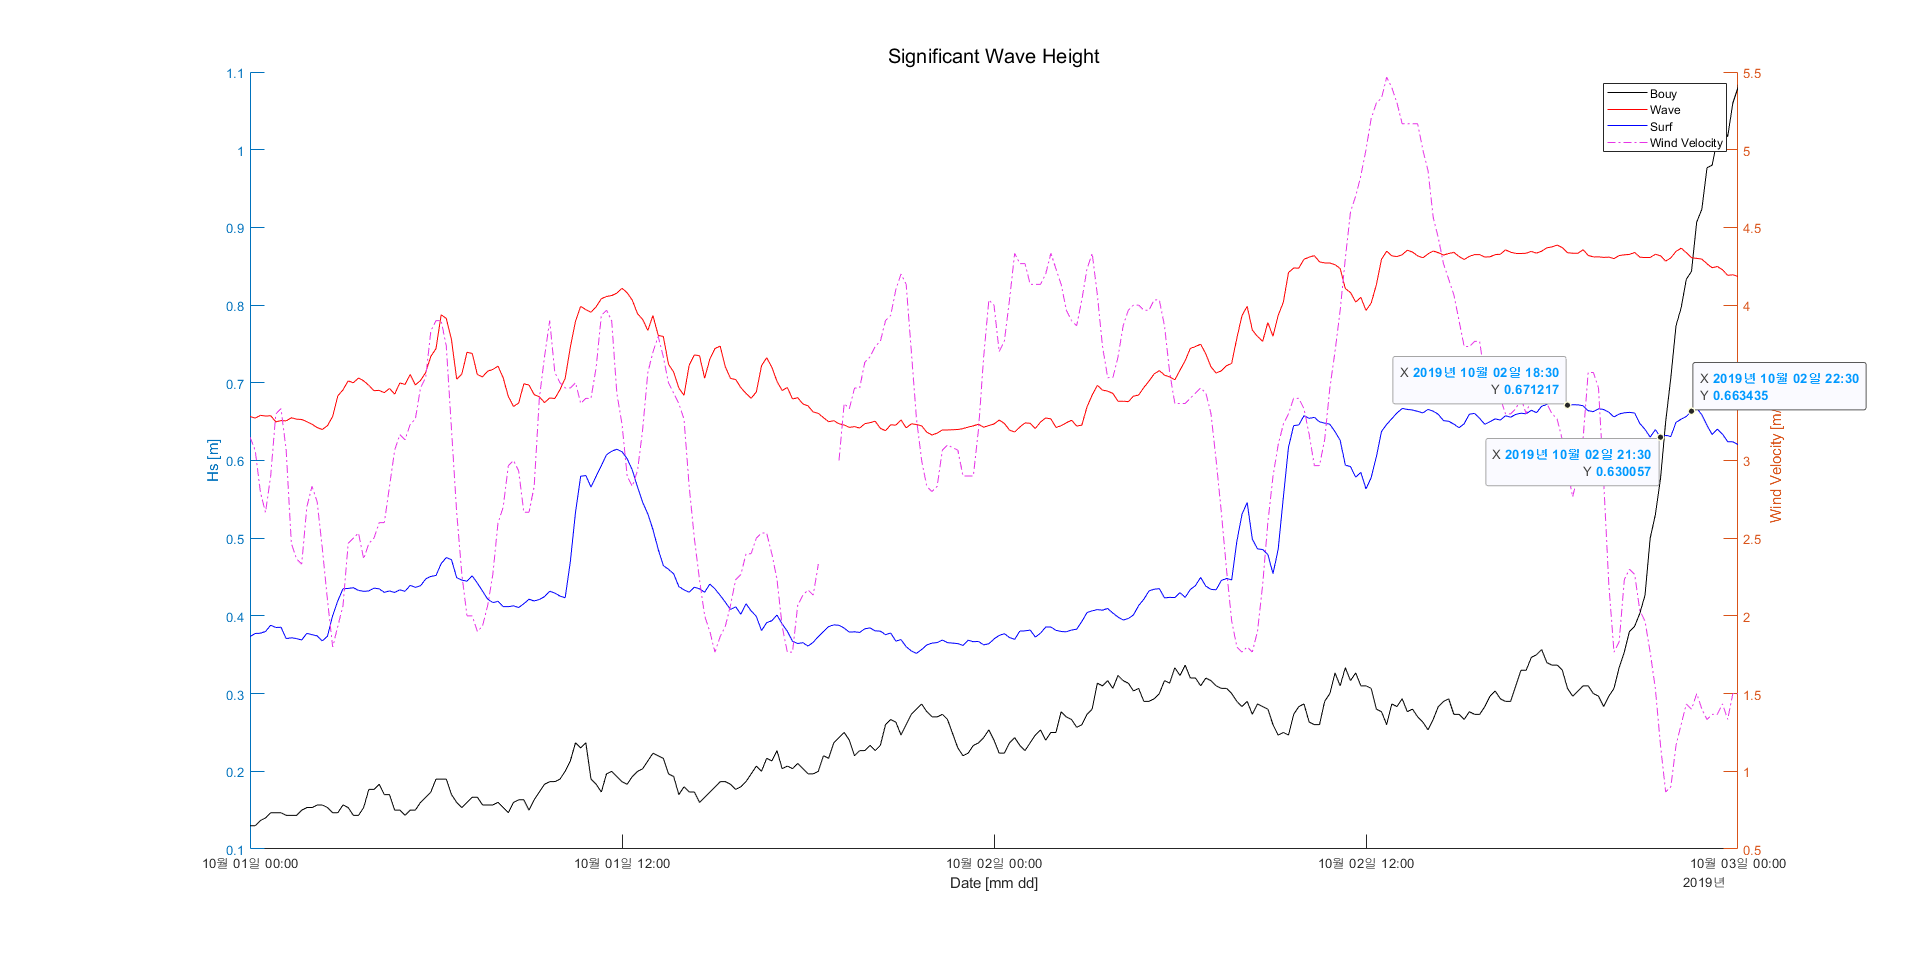 Significant Wave Height
1.1
1
0.9
0.8
0.7
0.6
0.5
0.4
0.3
0.2
0.1
Hs [m]
5.5
5
4.5
4
3
2.5
2
1.5
1
0.5
Wind Velocity [m/
Bouy
Wave
Surf
Wind Velocity
X 2019년 10월 02일 18:30
Y 0.671217
X 2019년 10월 02일 22:30
Y 0.663435
X 2019년 10월 02일 21:30
Y 0.630057
10월 01일 00:00
10월 01일 12:00
10월 02일 00:00
10월 02일 12:00
10월 03일 00:00
Date [mm dd]
2019년